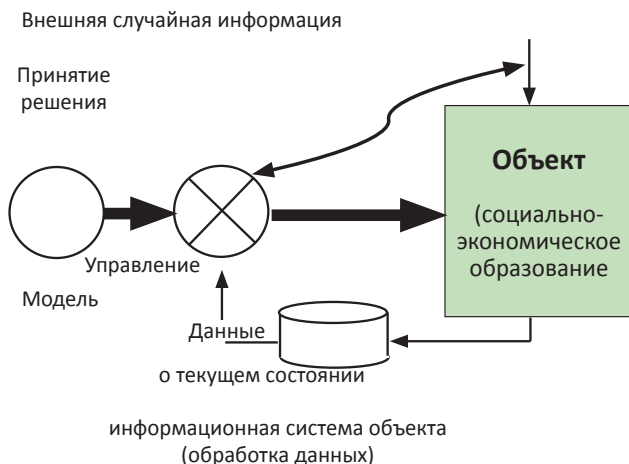 Внешняя случайная информация
Принятие
решения
Объект
(социально-
экономическое
образование
Управление
Модель
Данные
о текущем состоянии
информационная система объекта
(обработка данных)